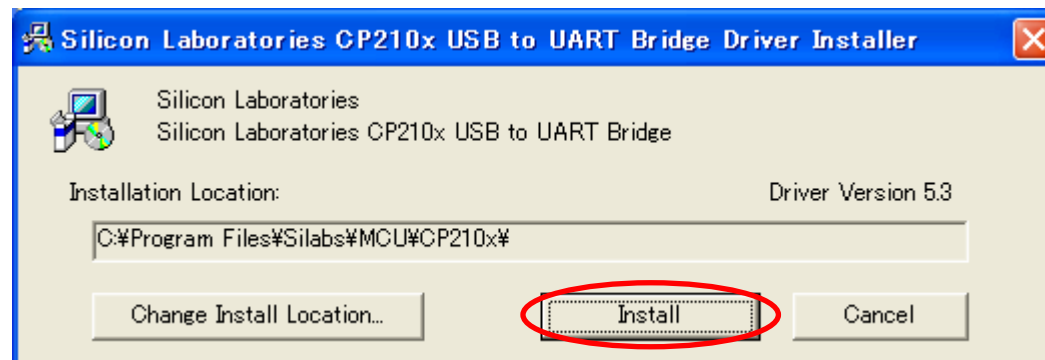 Silicon Laboratories CP210x USB to UART Bridge Driver Installer
Silicon Laboratories
Silicon Laboratories CP210x USB to UART Bridge
Installation Location:
Driver Version 5.3
C:¥Program Files¥Silabs¥MCU¥CP210x¥
Change Install Location...
Install
Cancel